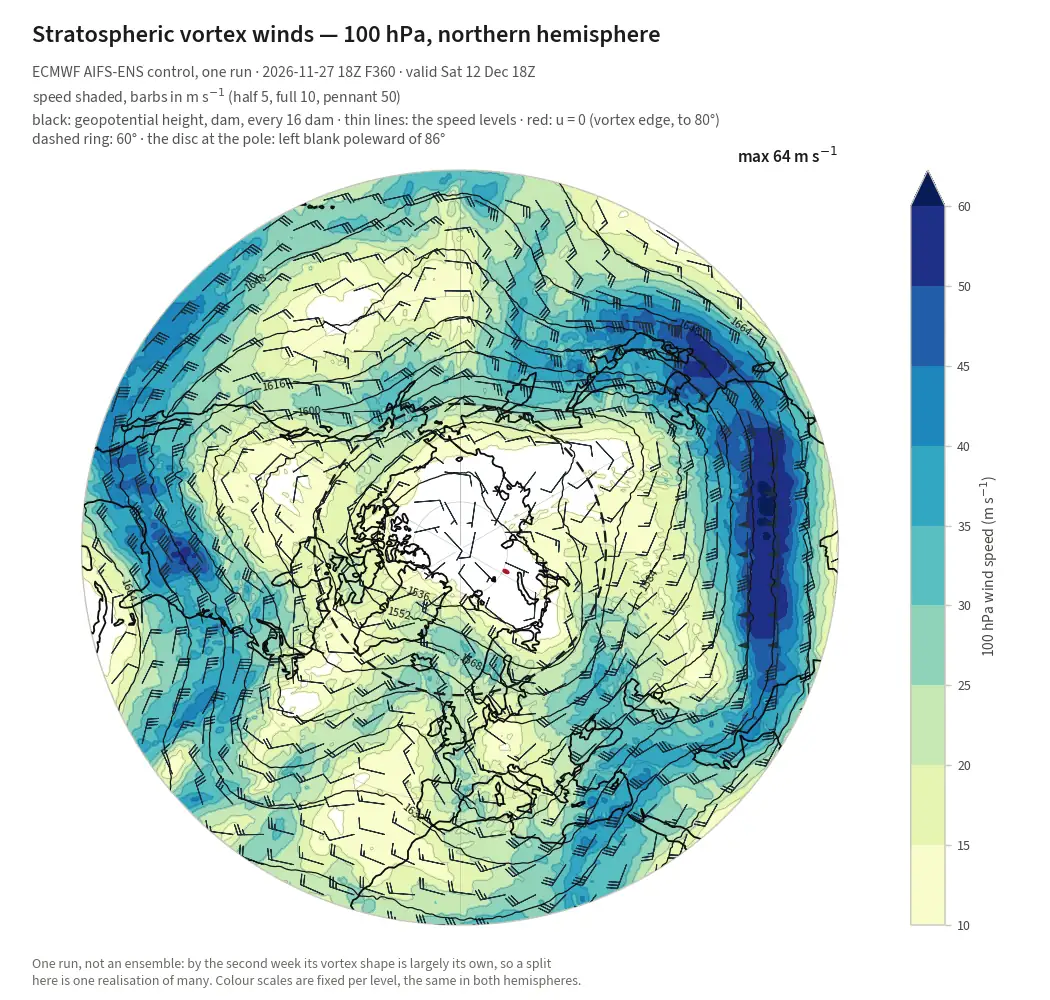 Stratospheric vortex winds — 100 hPa, northern hemisphere
ECMWF AIFS-ENS control, one run · 2026-11-27 18Z F360 · valid Sat 12 Dec 18Z
speed shaded, barbs in m s⁻¹ (half 5, full 10, pennant 50)
black: geopotential height, dam, every 16 dam · thin lines: the speed levels · red: u = 0 (vortex edge, to 80°)
dashed ring: 60° · the disc at the pole: left blank poleward of 86°
max 64 m s⁻¹
60
50
45
40
35
30
25
20
15
10
100 hPa wind speed (m s⁻¹)
1664
1616
1600
1584
1536
1552
1568
One run, not an ensemble: by the second week its vortex shape is largely its own, so a split
here is one realisation of many. Colour scales are fixed per level, the same in both hemispheres.